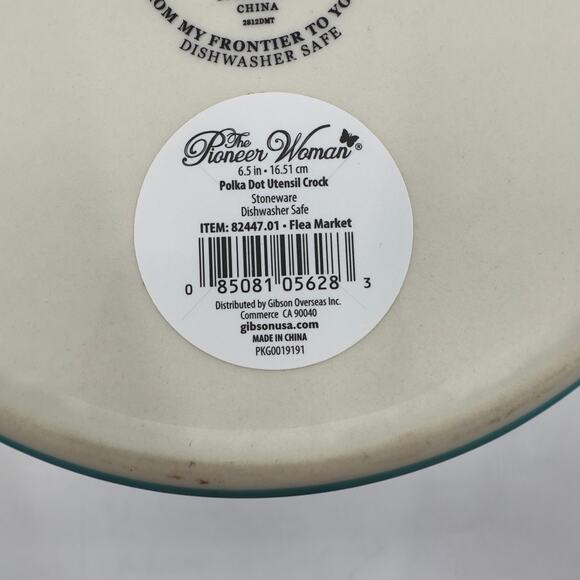 CHINA
2812DMT
FROM MY FRONTIER TO YO
DISHWASHER SAFE
The
Pioneer Woman®
6.5 in • 16.51 cm
Polka Dot Utensil Crock
Stoneware
Dishwasher Safe
ITEM: 82447.01 • Flea Market
0 85081 05628 3
Distributed by Gibson Overseas Inc.
Commerce CA 90040
gibsonusa.com
MADE IN CHINA
PKG0019191